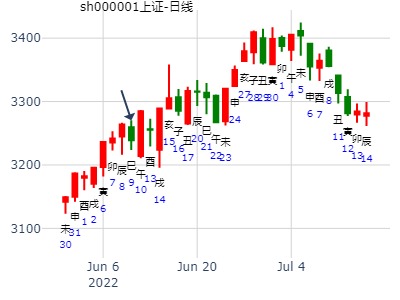 sh000001上证-日线
3400
3300
3200
3100
未
30
申
31
酉
1
戌
2
寅
6
卯
7
辰
8
巳
9
午
10
酉
13
戌
14
亥
15
子
16
丑
17
辰
20
巳
21
午
22
未
23
申
24
亥
27
子
28
丑
29
寅
30
卯
1
午
4
未
5
申
酉
7
戌
8
丑
11
寅
12
卯
13
辰
14
Jun 6
2022
Jun 20
Jul 4